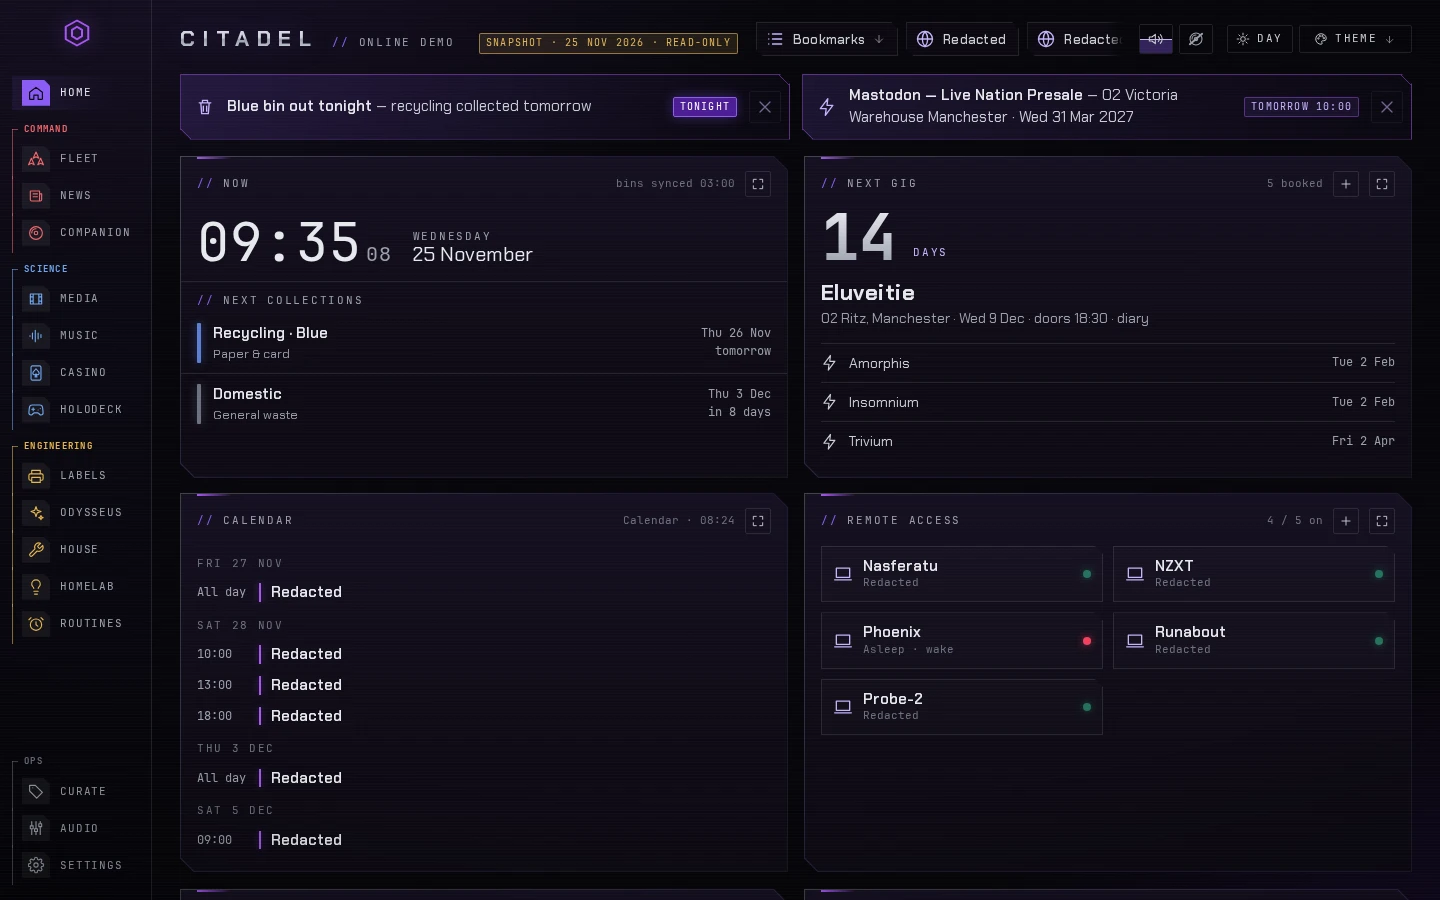 CITADEL // ONLINE DEMO
SNAPSHOT · 25 NOV 2026 · READ-ONLY
Bookmarks ↓
Redacted
Redacte
DAY
THEME ↓
HOME
COMMAND
FLEET
NEWS
COMPANION
SCIENCE
MEDIA
MUSIC
CASINO
HOLODECK
ENGINEERING
LABELS
ODYSSEUS
HOUSE
HOMELAB
ROUTINES
OPS
CURATE
AUDIO
SETTINGS
Blue bin out tonight — recycling collected tomorrow
TONIGHT
Mastodon — Live Nation Presale — O2 Victoria
Warehouse Manchester · Wed 31 Mar 2027
TOMORROW 10:00
// NOW
bins synced 03:00
09:35 08
WEDNESDAY
25 November
// NEXT COLLECTIONS
Recycling · Blue
Paper & card
Thu 26 Nov
tomorrow
Domestic
General waste
Thu 3 Dec
in 8 days
// NEXT GIG
5 booked
14 DAYS
Eluveitie
O2 Ritz, Manchester · Wed 9 Dec · doors 18:30 · diary
Amorphis Tue 2 Feb
Insomnium Tue 2 Feb
Trivium Fri 2 Apr
// CALENDAR
Calendar · 08:24
FRI 27 NOV
All day Redacted
SAT 28 NOV
10:00 Redacted
13:00 Redacted
18:00 Redacted
THU 3 DEC
All day Redacted
SAT 5 DEC
09:00 Redacted
// REMOTE ACCESS
4 / 5 on
Nasferatu
Redacted
NZXT
Redacted
Phoenix
Asleep · wake
Runabout
Redacted
Probe-2
Redacted